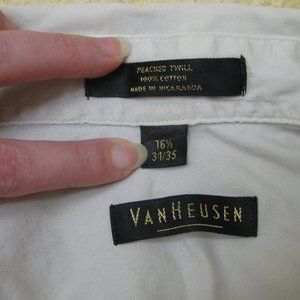 PEACHED TWILL
100% COTTON
MADE IN NICARAGUA
16½
34/35
VANHEUSEN